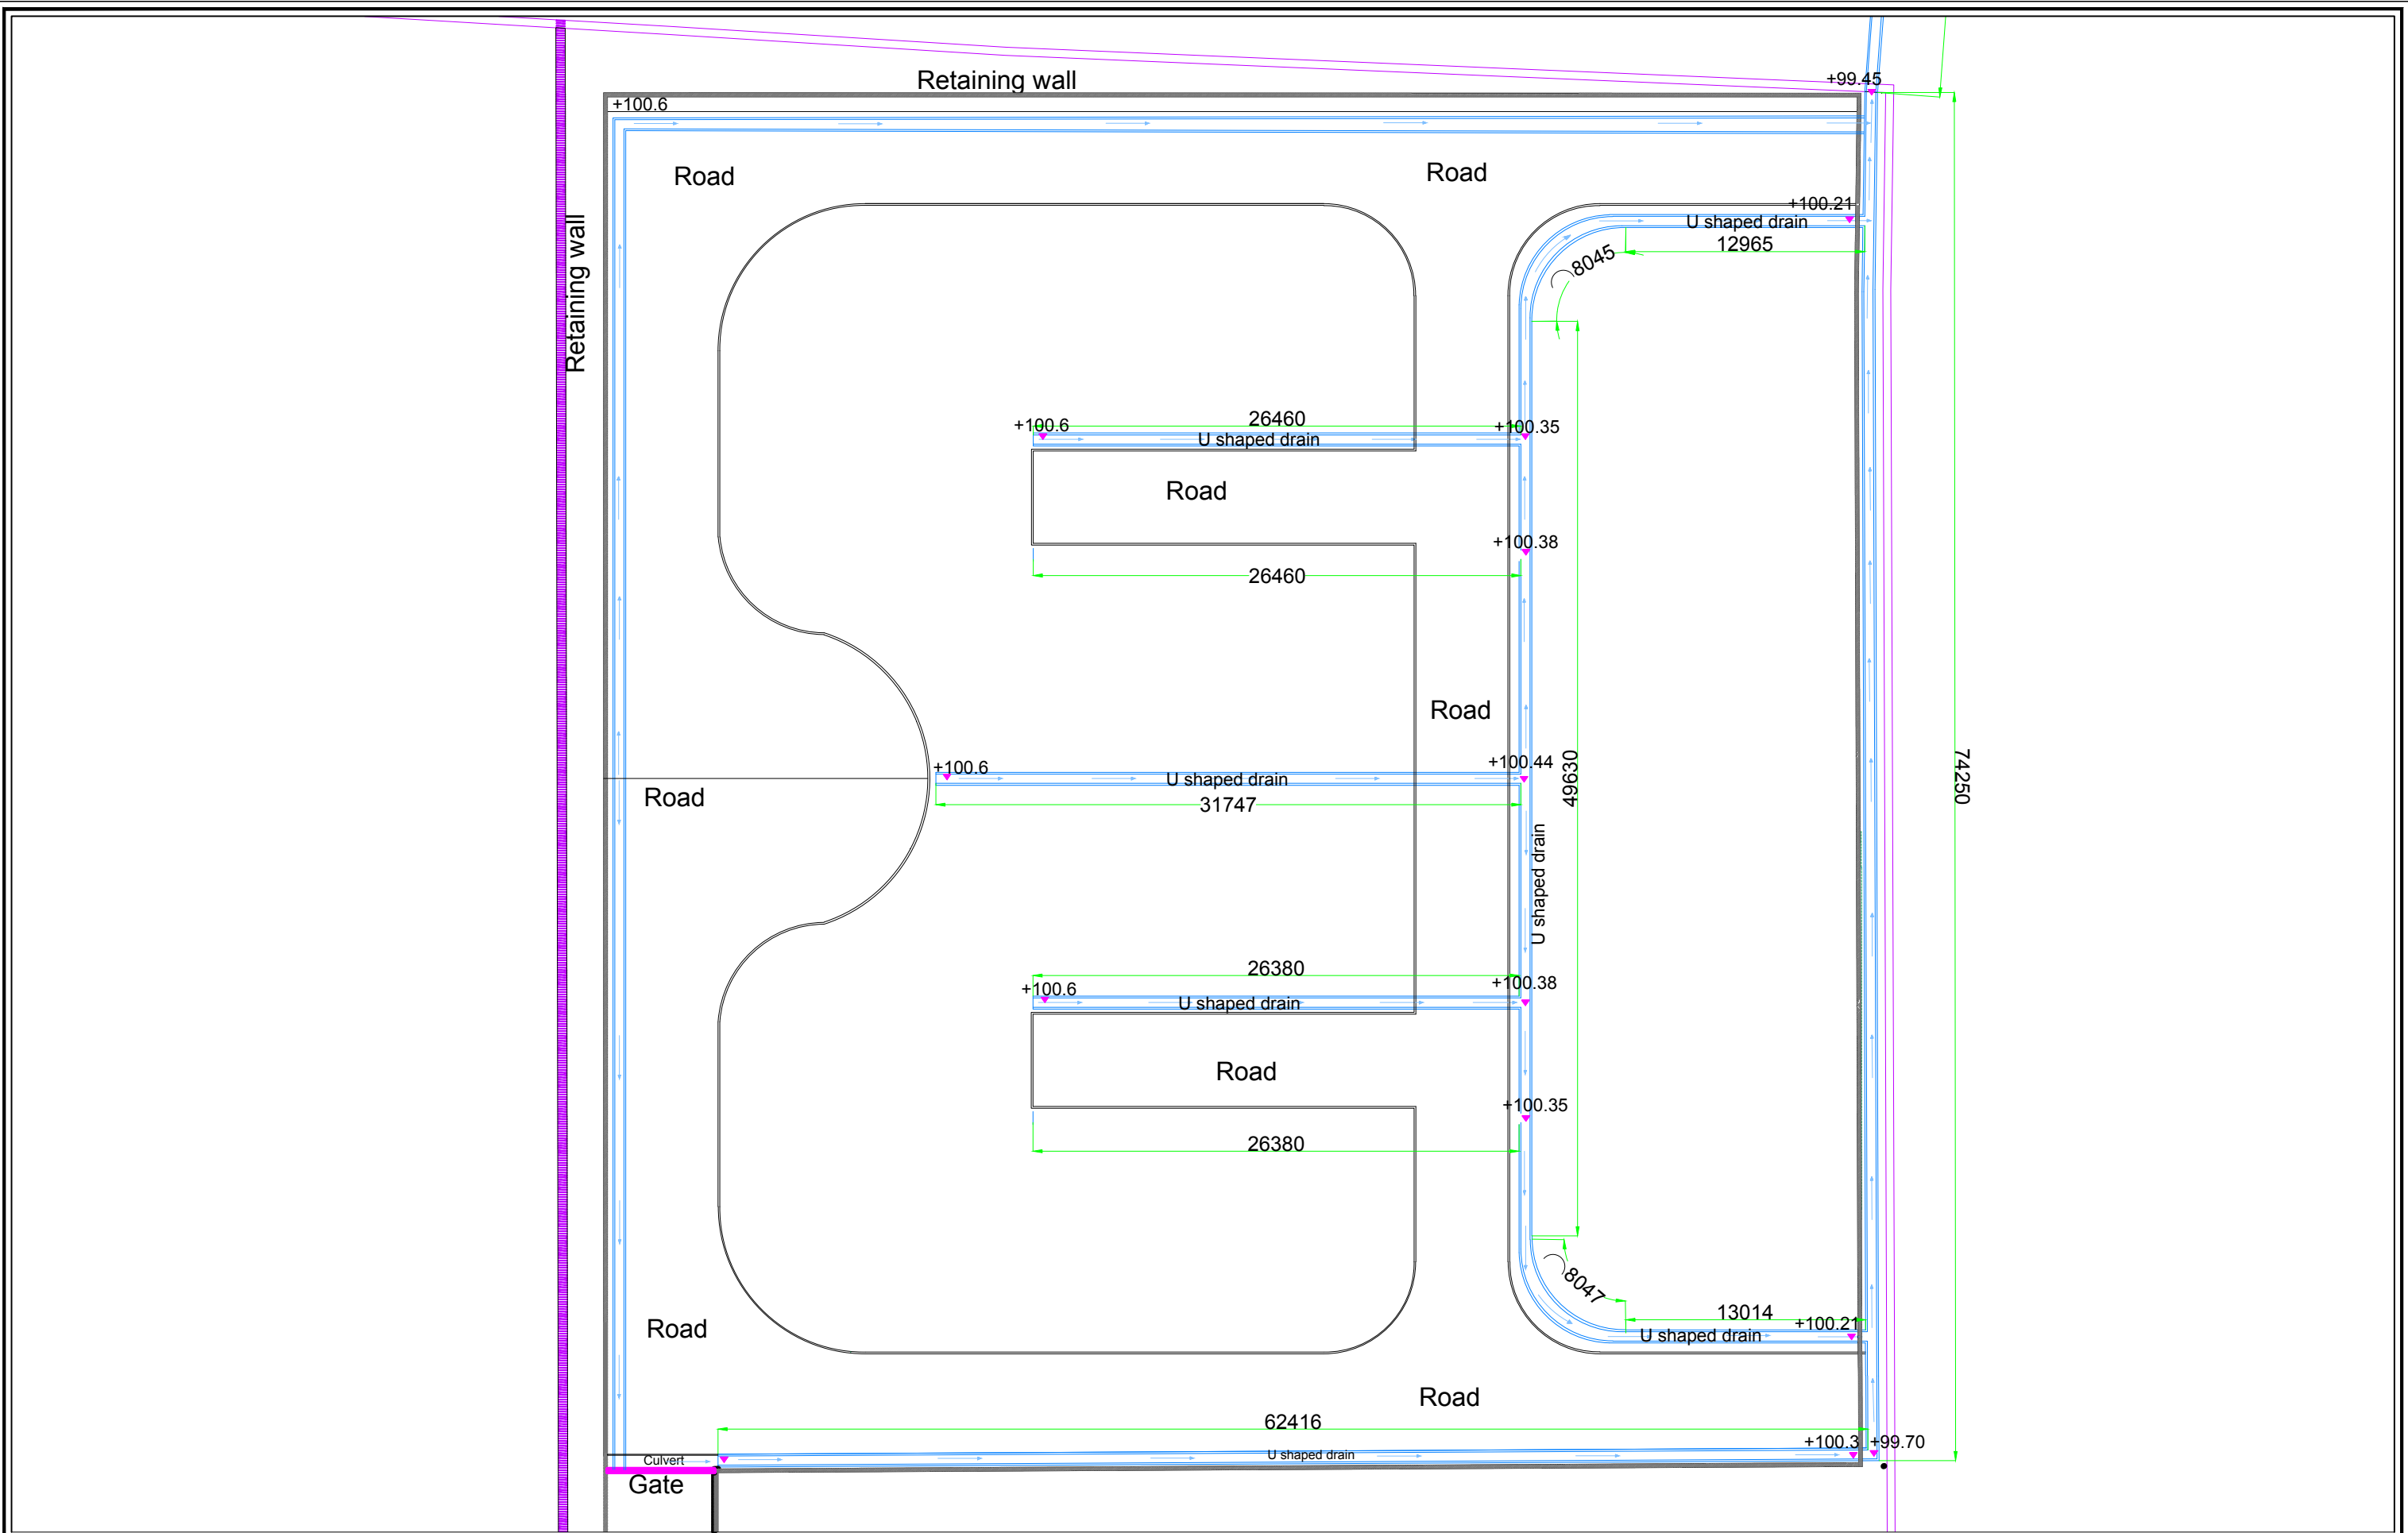 Retaining wall
+99.45
+100.6
Road
Road
+100.21
U shaped drain
12965
8045
Retaining wall
26460
+100.6
+100.35
U shaped drain
Road
+100.38
26460
Road
+100.6
+100.44
U shaped drain
31747
49630
74250
Road
U shaped drain
26380
+100.6
+100.38
U shaped drain
Road
+100.35
26380
8047
13014
+100.21
U shaped drain
Road
Road
62416
+100.3
+99.70
Culvert
U shaped drain
Gate